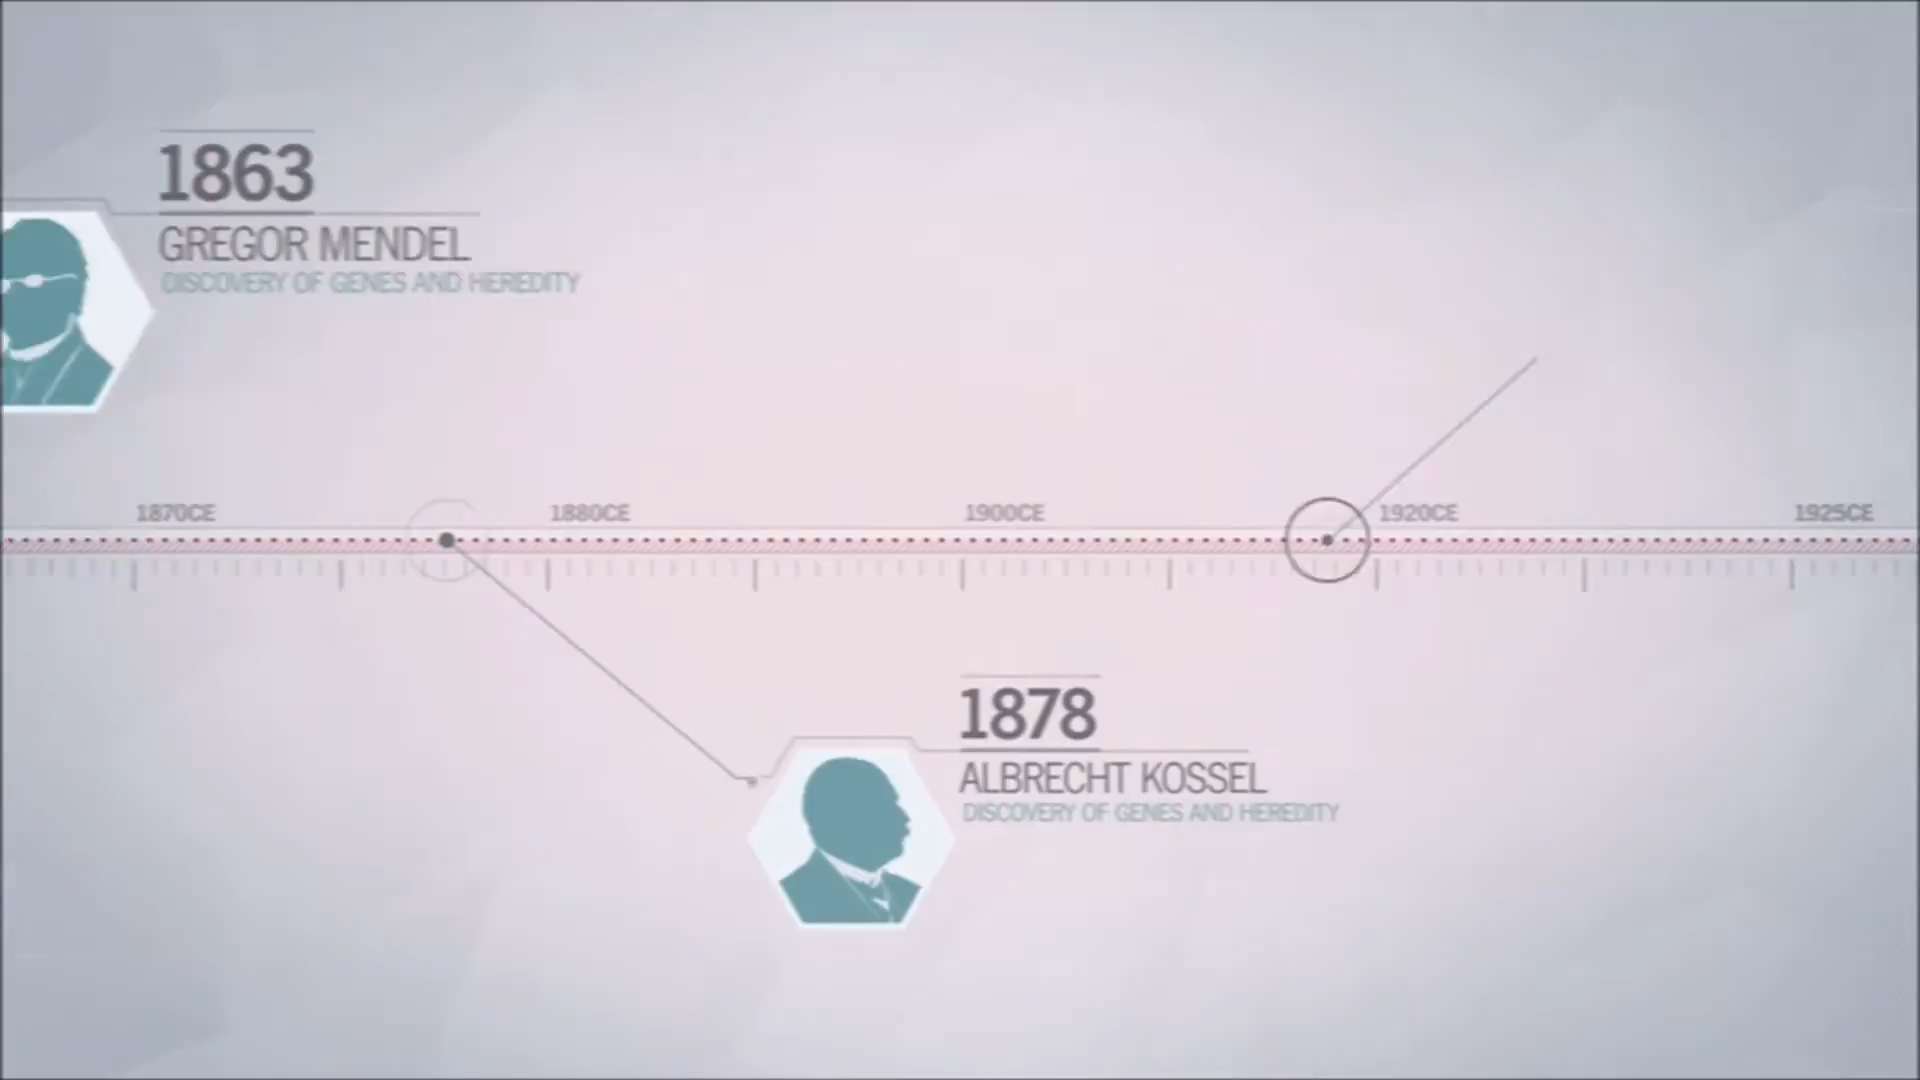 1863
GREGOR MENDEL
DISCOVERY OF GENES AND HEREDITY
1870CE
1880CE
1900CE
1920CE
1925CE
1878
ALBRECHT KOSSEL
DISCOVERY OF GENES AND HEREDITY